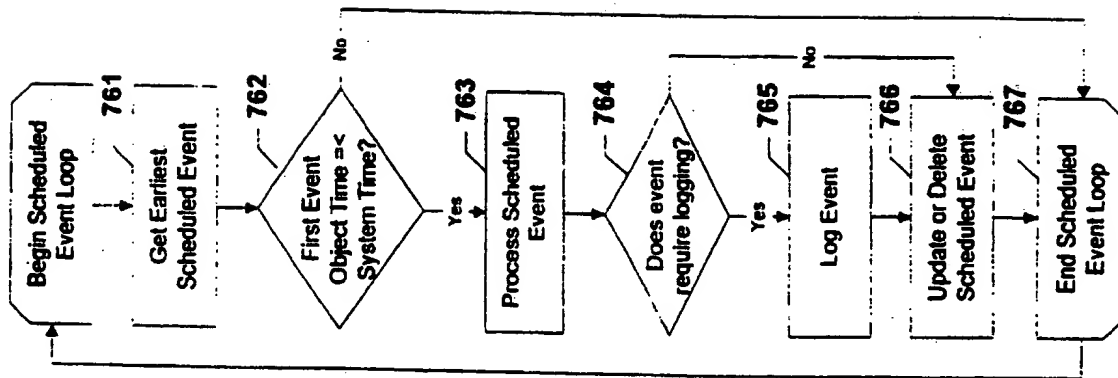 Begin Scheduled
Event Loop
761
Get Earliest
Scheduled Event
762
First Event
Object Time =<
System Time?
No
Yes
763
Process Scheduled
Event
764
Does event
require logging?
No
Yes
765
Log Event
766
Update or Delete
Scheduled Event
767
End Scheduled
Event Loop